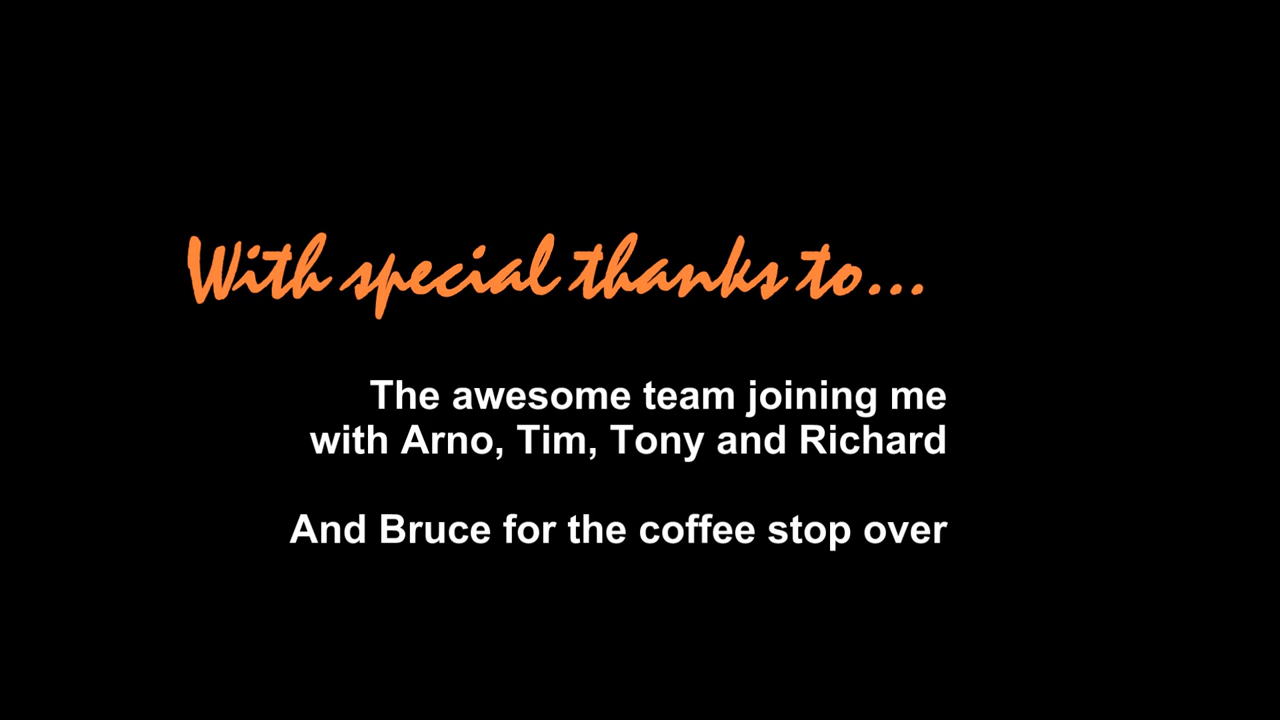 With special thanks to...
The awesome team joining me
with Arno, Tim, Tony and Richard
And Bruce for the coffee stop over